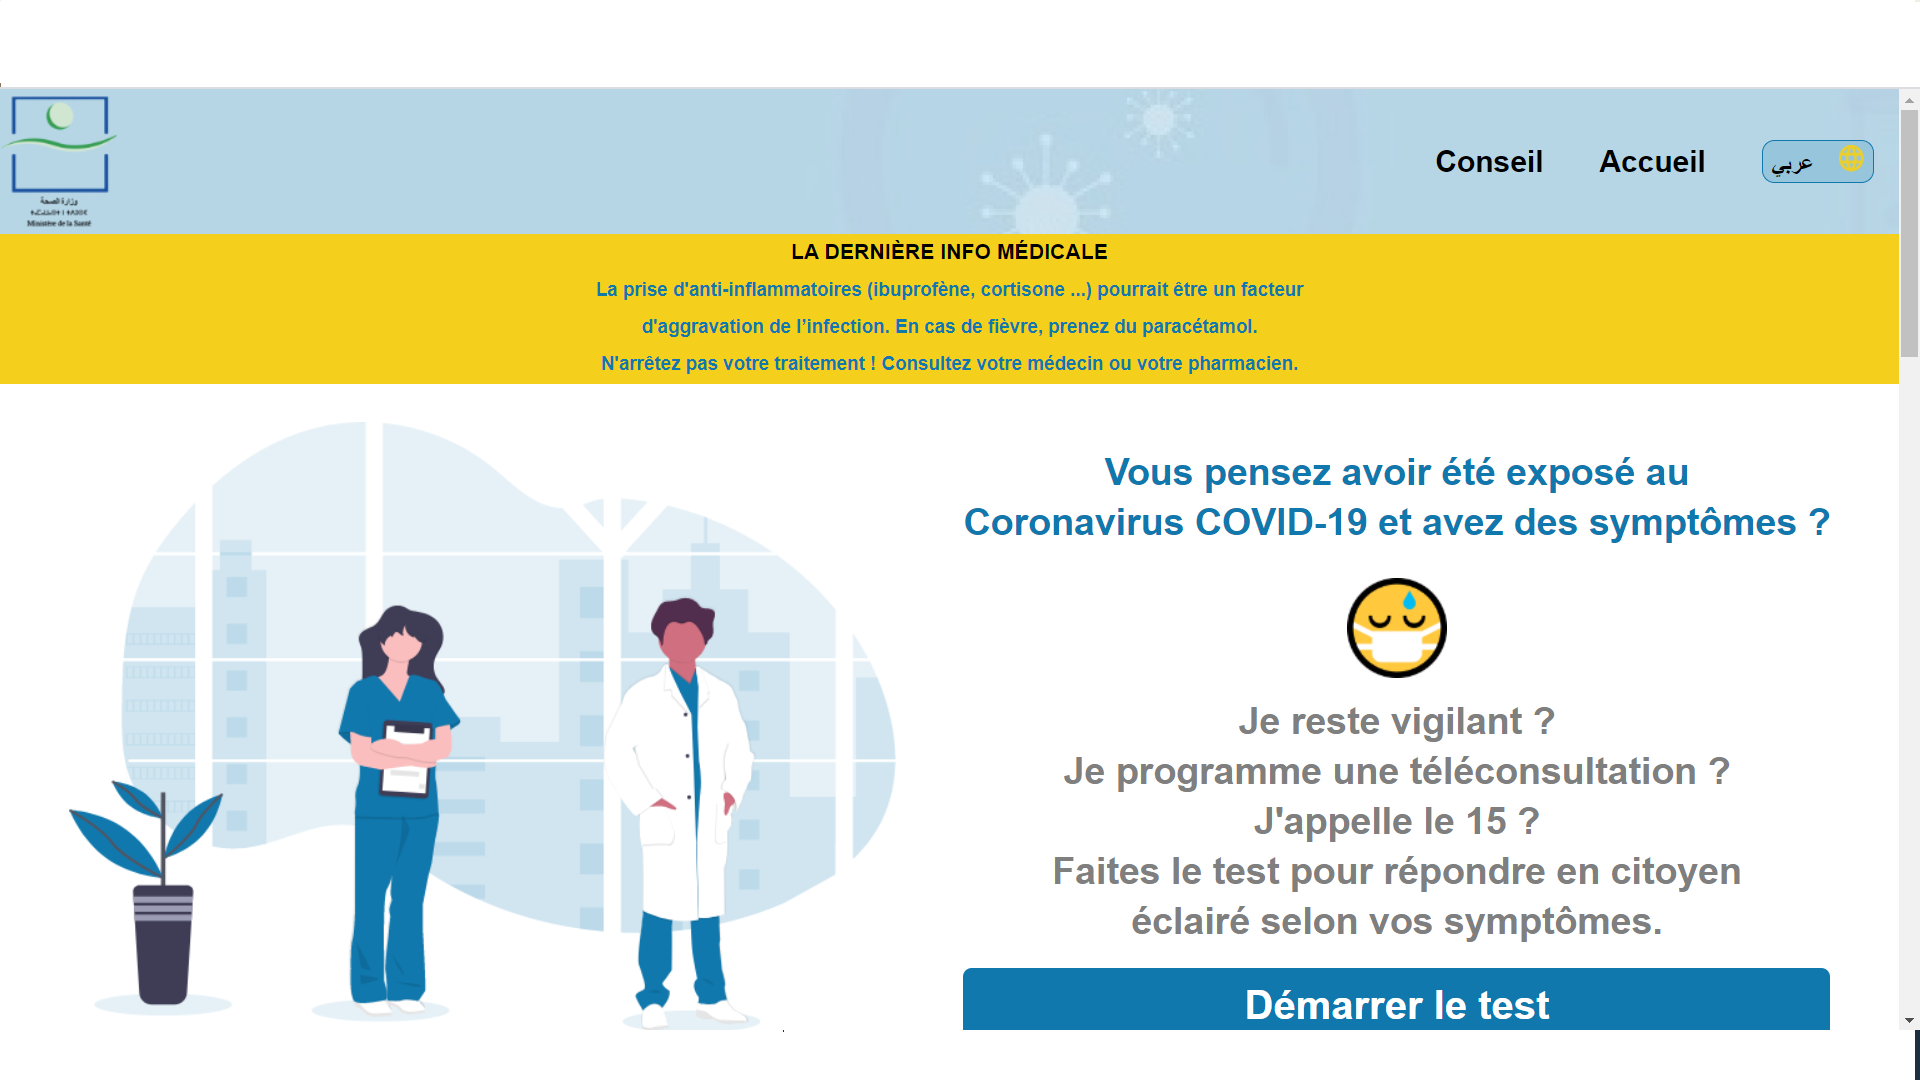 وزارة الصحة
Ministère de la Santé
Conseil
Accueil
عربي
LA DERNIÈRE INFO MÉDICALE
La prise d'anti-inflammatoires (ibuprofène, cortisone ...) pourrait être un facteur
d'aggravation de l’infection. En cas de fièvre, prenez du paracétamol.
N'arrêtez pas votre traitement ! Consultez votre médecin ou votre pharmacien.
Vous pensez avoir été exposé au
Coronavirus COVID-19 et avez des symptômes ?
Je reste vigilant ?
Je programme une téléconsultation ?
J'appelle le 15 ?
Faites le test pour répondre en citoyen
éclairé selon vos symptômes.
Démarrer le test